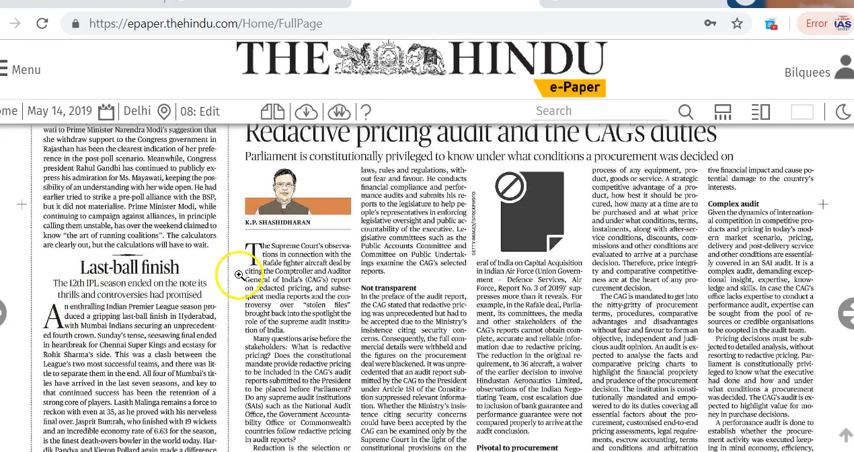 https://epaper.thehindu.com/Home/FullPage
Error
IAS
Menu
THE HINDU
e-Paper
Bilquees
ome
May 14, 2019
Delhi
08: Edit
?
Search
wati to Prime Minister Narendra Modi's suggestion that
she withdraw support to the Congress government in
Rajasthan has been the clearest indication of her prefe-
rence in the post-poll scenario. Meanwhile, Congress
president Rahul Gandhi has continued to publicly ex-
press his admiration for Ms. Mayawati, keeping the pos-
sibility of an understanding with her wide open. He had
earlier tried to strike a pre-poll alliance with the BSP,
but it did not materialise. Prime Minister Modi, while
continuing to campaign against alliances, in principle
calling them unstable, has over the weekend claimed to
know "the art of running coalitions". The calculators
are clearly out, but the calculations will have to wait.
Last-ball finish
The 12th IPL season ended on the note its
thrills and controversies had promised
An enthralling Indian Premier League season pro-
duced a gripping last-ball finish in Hyderabad,
with Mumbai Indians securing an unprecedent-
ed fourth crown. Sunday's tense, seesawing final ended
in heartbreak for Chennai Super Kings and ecstasy for
Rohit Sharma's side. This was a clash between the
League's two most successful teams, and there was lit-
tle to separate them in the end. All four of Mumbai's ti-
tles have arrived in the last seven seasons, and key to
that continued success has been the retention of a
strong core of players. Lasith Malinga remains a force to
reckon with even at 35, as he proved with his nerveless
final over. Jasprit Bumrah, who finished with 19 wickets
and an incredible economy rate of 6.63 for the season,
is the finest death-overs bowler in the world today. Har-
dik Pandya and Kieron Pollard again made a difference
Redactive pricing audit and the CAG's duties
Parliament is constitutionally privileged to know under what conditions a procurement was decided on
K.P. SHASHIDHARAN
The Supreme Court's observa-
tions in connection with the
Rafale fighter aircraft deal by
citing the Comptroller and Auditor
General of India's (CAG's) report
on redacted pricing, and subse-
quent media reports and the con-
troversy over "stolen files"
brought back into the spotlight the
role of the supreme audit institu-
tion of India.
Many questions arise before the
stakeholders: What is redactive
pricing? Does the constitutional
mandate provide redactive pricing
to be included in the CAG's audit
reports submitted to the President
to be placed before Parliament?
Do any supreme audit institutions
(SAIs) such as the National Audit
Office, the Government Accounta-
bility Office or Commonwealth
countries follow redactive pricing
in audit reports?
Redaction is the selection or
laws, rules and regulations, with-
out fear and favour. He conducts
financial compliance and perfor-
mance audits and submits his re-
ports to the legislature to help peo-
ple's representatives in enforcing
legislative oversight and public ac-
countability of the executive. Le-
gislative committees such as the
Public Accounts Committee and
Committee on Public Undertak-
ings examine the CAG's selected
reports.
Not transparent
In the preface of the audit report,
the CAG stated that redactive pric-
ing was unprecedented but had to
be accepted due to the Ministry's
insistence citing security con-
cerns. Consequently, the full com-
mercial details were withheld and
the figures on the procurement
deal were blackened. It was unpre-
cedented that an audit report sub-
mitted by the CAG to the President
under Article 151 of the Constitu-
tion suppressed relevant informa-
tion. Whether the Ministry's insis-
tence citing security concerns
could have been accepted by the
CAG can be examined only by the
Supreme Court in the light of the
constitutional provisions on the
GETTY IMAGES/ISTOCKPHOTO
eral of India on Capital Acquisition
in Indian Air Force (Union Govern-
ment - Defence Services, Air
Force, Report No. 3 of 2019)'
suppresses more than it reveals. For
example, in the Rafale deal, Parlia-
ment, its committees, the media
and other stakeholders of the
CAG's reports cannot obtain com-
plete, accurate and reliable infor-
mation due to redactive pricing.
The reduction in the original re-
quirement, to 36 aircraft, a waiver
of the earlier decision to involve
Hindustan Aeronautics Limited,
observations of the Indian Nego-
tiating Team, cost escalation due
to inclusion of bank guarantee and
performance guarantee were not
compared properly to arrive at the
audit conclusion.
Pivotal to procurement
process of any equipment, pro-
duct, goods or service. A strategic
competitive advantage of a pro-
duct, how best it should be pro-
cured, how many at a time are to
be purchased and at what price
and under what conditions, terms,
instalments, along with after-ser-
vice conditions, discounts, com-
missions and other conditions are
evaluated to arrive at a purchase
decision. Therefore, price integri-
ty and comparative competitive-
ness are at the heart of any pro-
curement decision.
The CAG is mandated to get into
the nitty-gritty of procurement
terms, procedures, comparative
advantages and disadvantages
without fear and favour to form an
objective, independent and judi-
cious audit opinion. An audit is ex-
pected to analyse the facts and
comparative pricing charts to
highlight the financial propriety
and prudence of the procurement
decision. The institution is consti-
tutionally mandated and empo-
wered to do its duties covering all
essential factors about the pro-
curement, customised end-to-end
pricing assessments, legal require-
ments, escrow accounting, terms
and conditions and arbitration
tive financial impact and cause po-
tential damage to the country's
interests.
Complex audit
Given the dynamics of internation-
al competition in competitive pro-
ducts and pricing in today's mod-
ern market scenario, pricing,
delivery and post-delivery service
and other conditions are essential-
ly covered in an SAI audit. It is a
complex audit, demanding excep-
tional insight, expertise, know-
ledge and skills. In case the CAG's
office lacks expertise to conduct a
performance audit, expertise can
be sought from the pool of re-
sources or credible organisations
to be coopted in the audit team.
Pricing decisions must be sub-
jected to detailed analysis, without
resorting to redactive pricing. Par-
liament is constitutionally privi-
leged to know what the executive
had done and how and under
what conditions a procurement
was decided. The CAG's audit is ex-
pected to highlight value for mo-
ney in purchase decisions.
A performance audit is done to
establish whether the procure-
ment activity was executed keep-
ing in mind economy, efficiency,